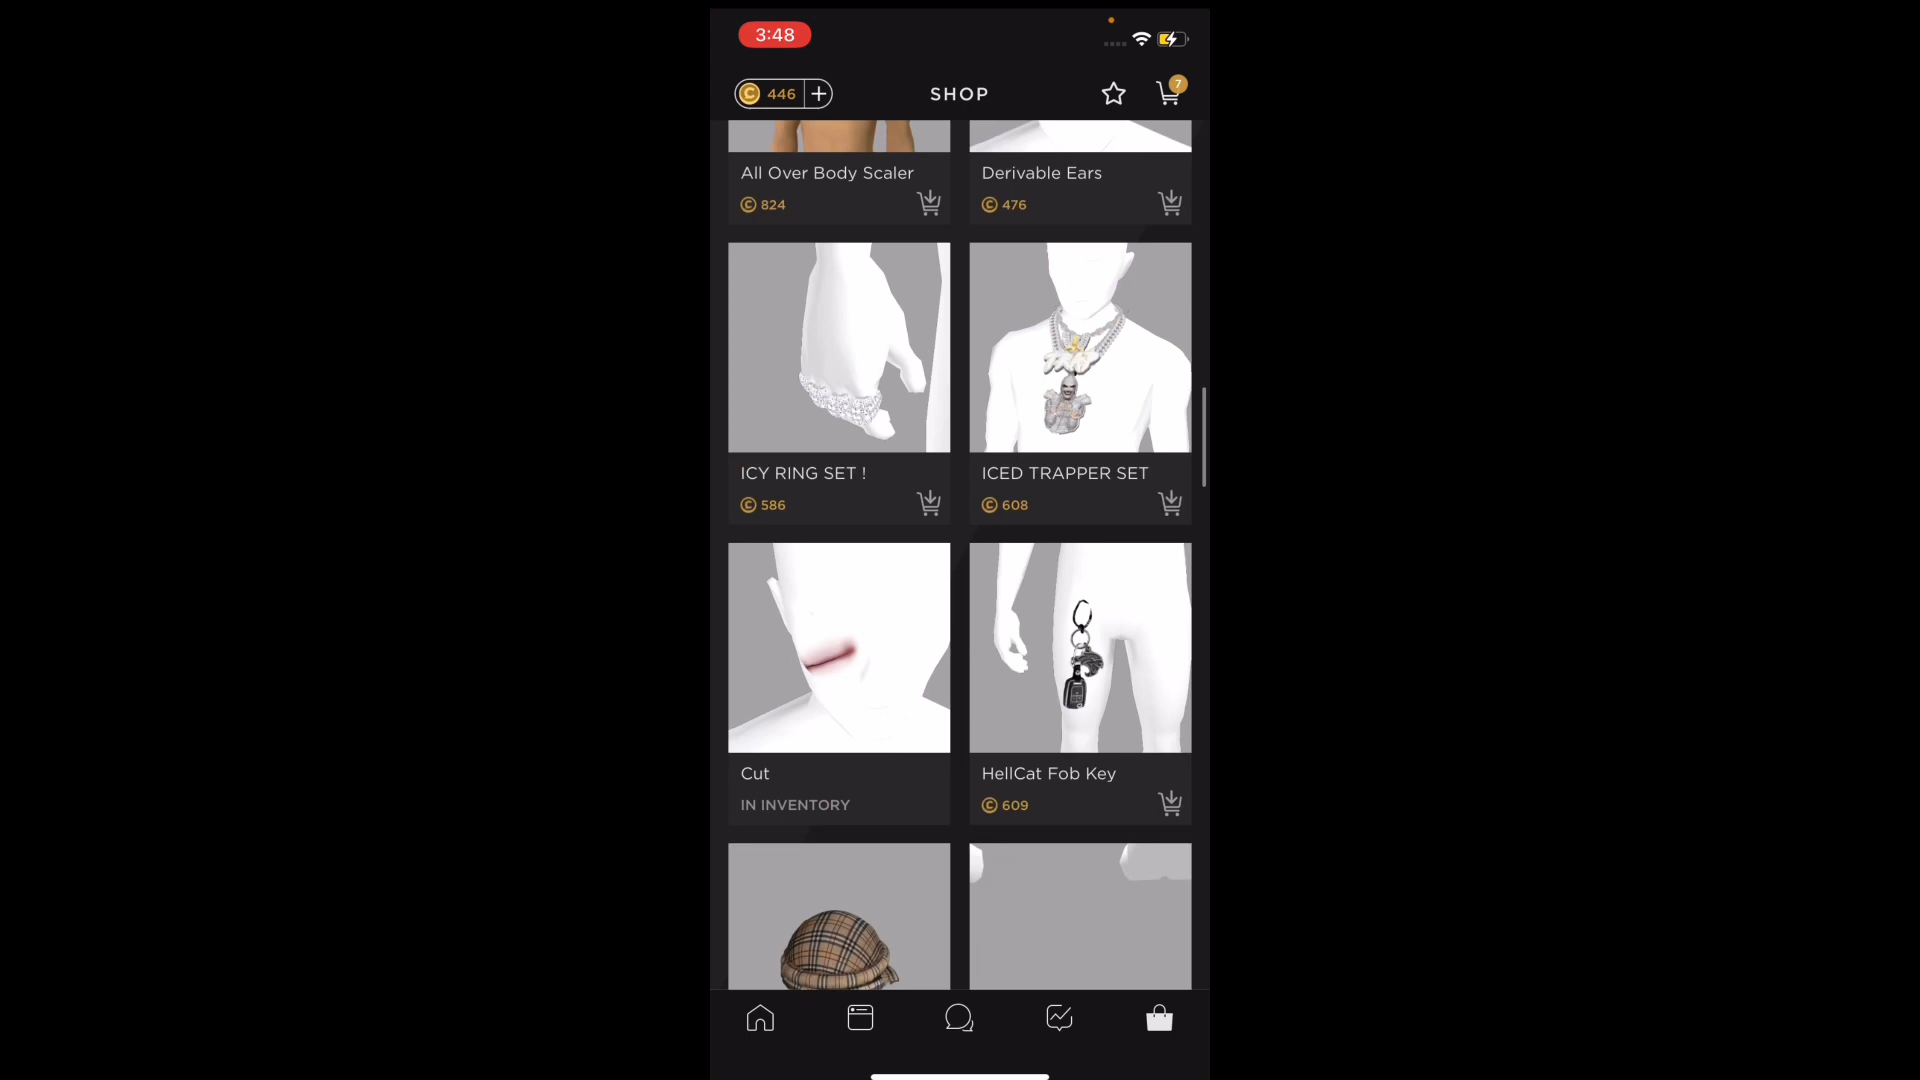 3:48
446
SHOP
7
All Over Body Scaler
Derivable Ears
824
476
ICY RING SET !
ICED TRAPPER SET
586
608
Cut
HellCat Fob Key
IN INVENTORY
609